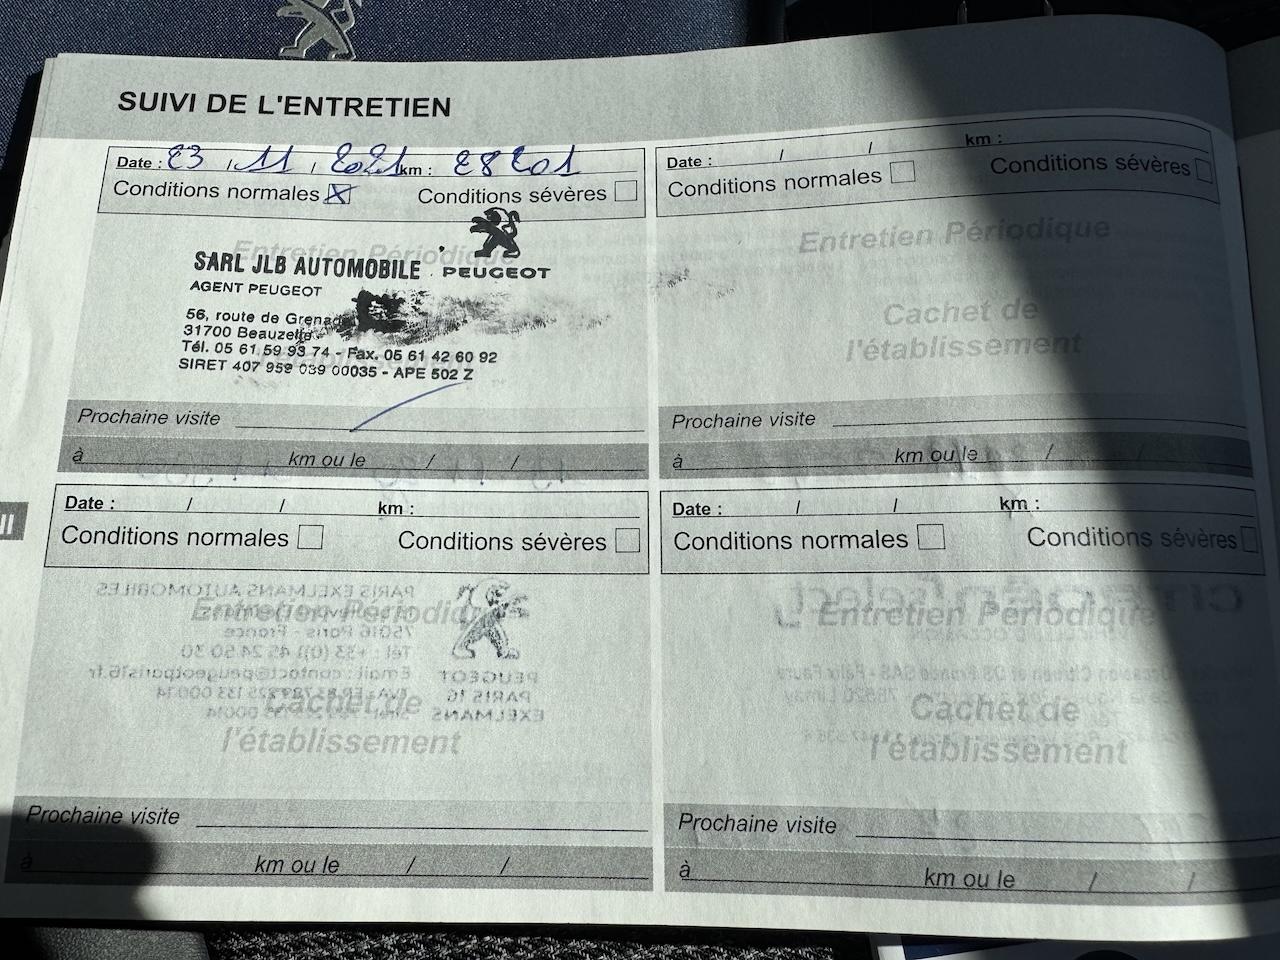 SUIVI DE L'ENTRETIEN
Date : 23 / 11 / 2021 km : 28201
Conditions normales Conditions sévères
Entretien Périodique
SARL JLB AUTOMOBILE PEUGEOT
AGENT PEUGEOT
56, route de Grenade
31700 Beauzelle
Tél. 05 61 59 93 74 - Fax. 05 61 42 60 92
SIRET 407 959 039 00035 - APE 502 Z
Prochaine visite
à km ou le / /
Date : / / km :
Conditions normales Conditions sévères
Entretien Périodique
Cachet de
l'établissement
Prochaine visite
à km ou le / /
II
Date : / / km :
Conditions normales Conditions sévères
Entretien Périodique
Cachet de
l'établissement
Prochaine visite
à km ou le / /
Date : / / km :
Conditions normales Conditions sévères
Entretien Périodique
Cachet de
l'établissement
Prochaine visite
à km ou le / /